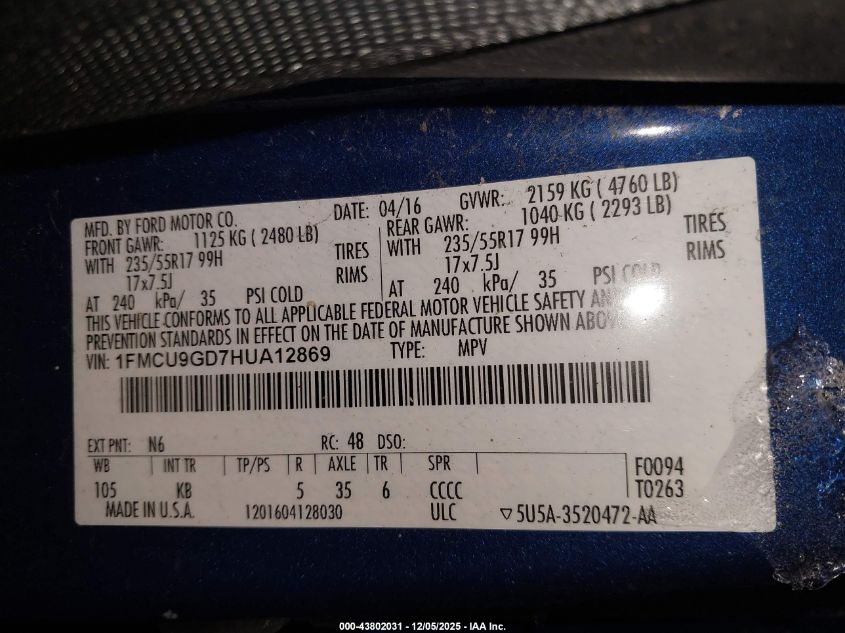 MFD. BY FORD MOTOR CO. DATE: 04/16 GVWR: 2159 KG ( 4760 LB)
FRONT GAWR: 1125 KG ( 2480 LB) REAR GAWR: 1040 KG ( 2293 LB)
WITH 235/55R17 99H TIRES WITH 235/55R17 99H TIRES
17x7.5J RIMS 17x7.5J RIMS
AT 240 kPa/ 35 PSI COLD AT 240 kPa/ 35 PSI COLD
THIS VEHICLE CONFORMS TO ALL APPLICABLE FEDERAL MOTOR VEHICLE SAFETY AND
PREVENTION STANDARDS IN EFFECT ON THE DATE OF MANUFACTURE SHOWN ABOVE
VIN: 1FMCU9GD7HUA12869 TYPE: MPV
EXT PNT: N6 RC: 48 DSO:
WB INT TR TP/PS R AXLE TR SPR F0094
105 KB 5 35 6 CCCC T0263
MADE IN U.S.A. 1201604128030 ULC ▽5U5A-3520472-AA
000-43802031 - 12/05/2025 - IAA Inc.